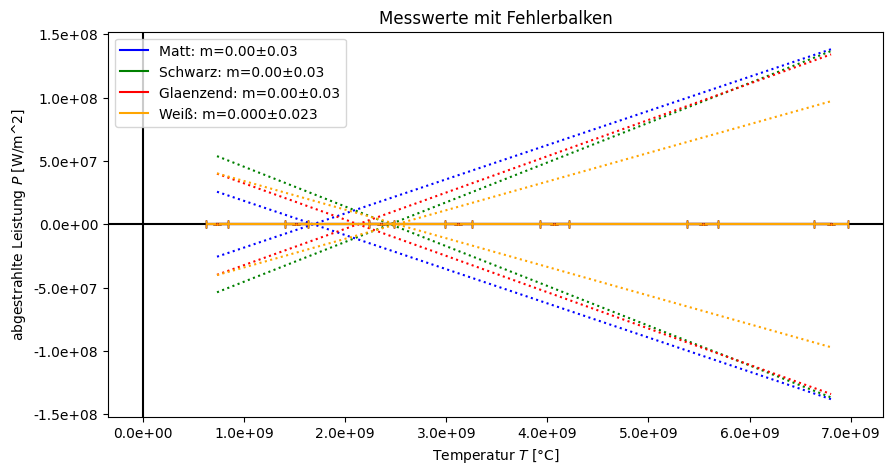 Messwerte mit Fehlerbalken
Matt: m=0.00±0.03
Schwarz: m=0.00±0.03
Glaenzend: m=0.00±0.03
Weiß: m=0.000±0.023
abgestrahlte Leistung P [W/m^2]
1.5e+08
1.0e+08
5.0e+07
0.0e+00
-5.0e+07
-1.0e+08
-1.5e+08
0.0e+00 1.0e+09 2.0e+09 3.0e+09 4.0e+09 5.0e+09 6.0e+09 7.0e+09
Temperatur T [°C]